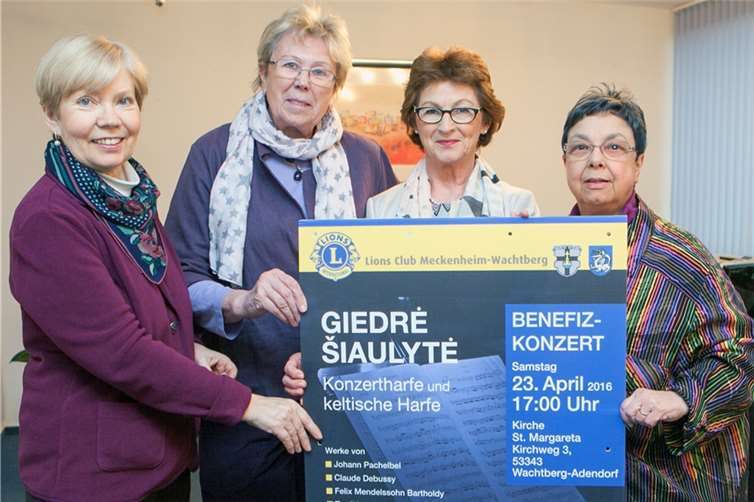 LIONS
L
Lions Club Meckenheim-Wachtberg
GIEDRĖ
ŠIAULYTĖ
Konzertharfe und
keltische Harfe
Werke von
Johann Pachelbel
Claude Debussy
Felix Mendelssohn Bartholdy
BENEFIZ-
KONZERT
Samstag
23. April 2016
17:00 Uhr
Kirche
St. Margareta
Kirchweg 3,
53343
Wachtberg-Adendorf